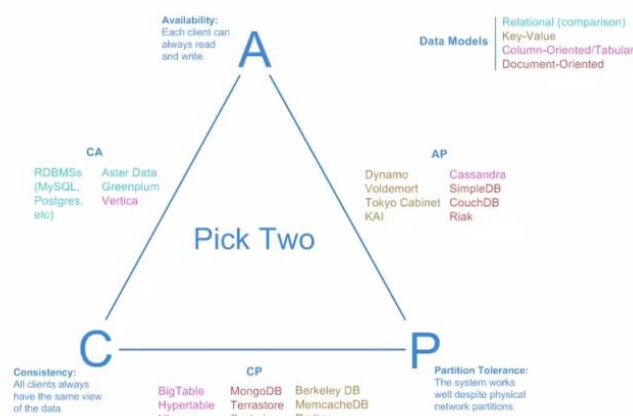 Availability:
Each client can
always read
and write.
A
Data Models
Relational (comparison)
Key-Value
Column-Oriented/Tabular
Document-Oriented
CA
RDBMSs
(MySQL,
Postgres,
etc)
Aster Data
Greenplum
Vertica
AP
Dynamo
Voldemort
Tokyo Cabinet
KAI
Cassandra
SimpleDB
CouchDB
Riak
Pick Two
C
P
Consistency:
All clients always
have the same view
of the data.
CP
BigTable
Hypertable
MongoDB
Terrastore
Berkeley DB
MemcacheDB
Partition Tolerance:
The system works
well despite physical
network partitions